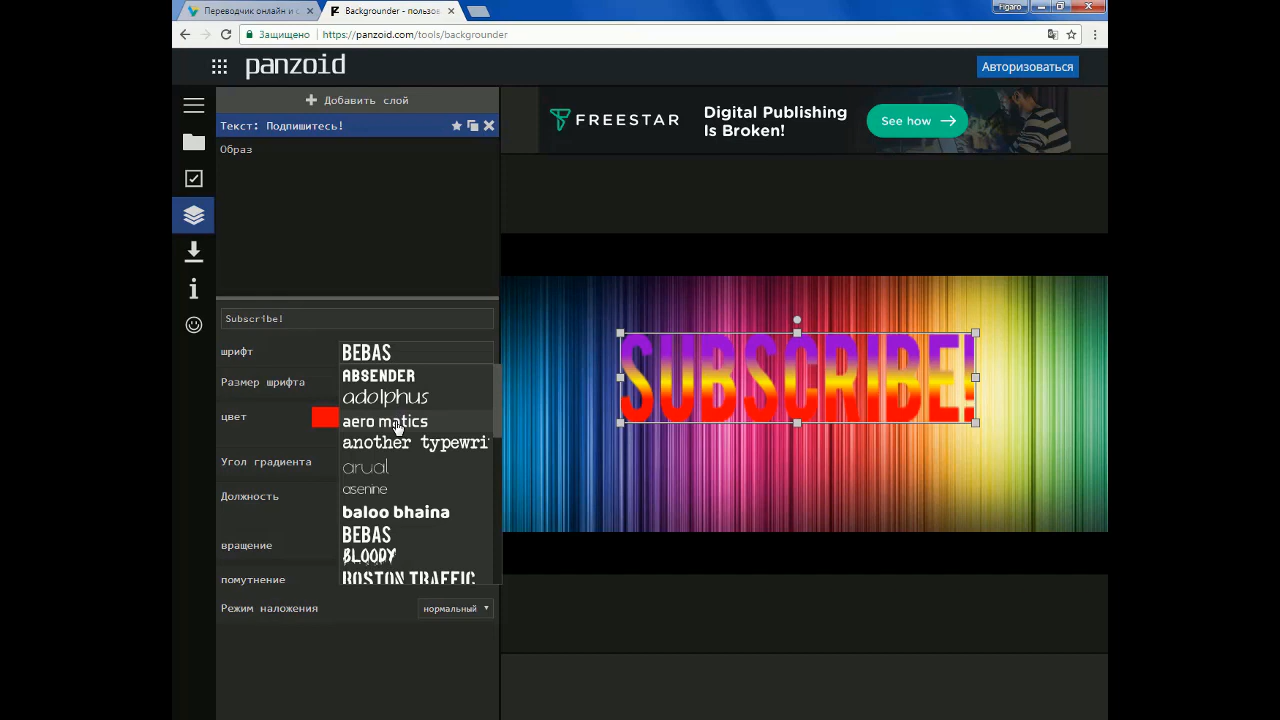 Переводчик онлайн и с
Backgrounder - пользов
Figaro
Защищено
https://panzoid.com/tools/backgrounder
panzoid
Авторизоваться
Добавить слой
Текст: Подпишитесь!
Образ
FREESTAR
Digital Publishing
Is Broken!
See how
Subscribe!
шрифт
BEBAS
Размер шрифта
цвет
Угол градиента
Должность
вращение
помутнение
Режим наложения
нормальный
ABSENDER
adolphus
aero matics
another typewri
arual
asenine
baloo bhaina
BEBAS
BLOODY
BOSTON TRAFFIC
SUBSCRIBE!